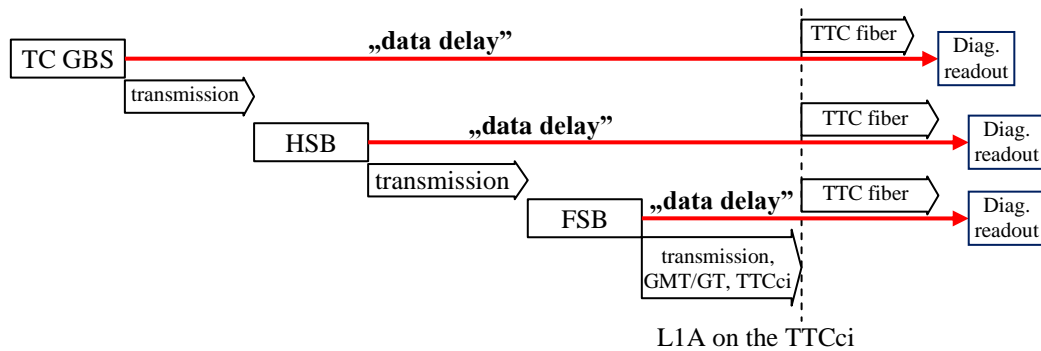 TTC fiber
„data delay”
TC GBS
Diag.
readout
transmission
TTC fiber
„data delay”
HSB
Diag.
readout
transmission
TTC fiber
„data delay”
FSB
Diag.
readout
transmission,
GMT/GT, TTCci
L1A on the TTCci